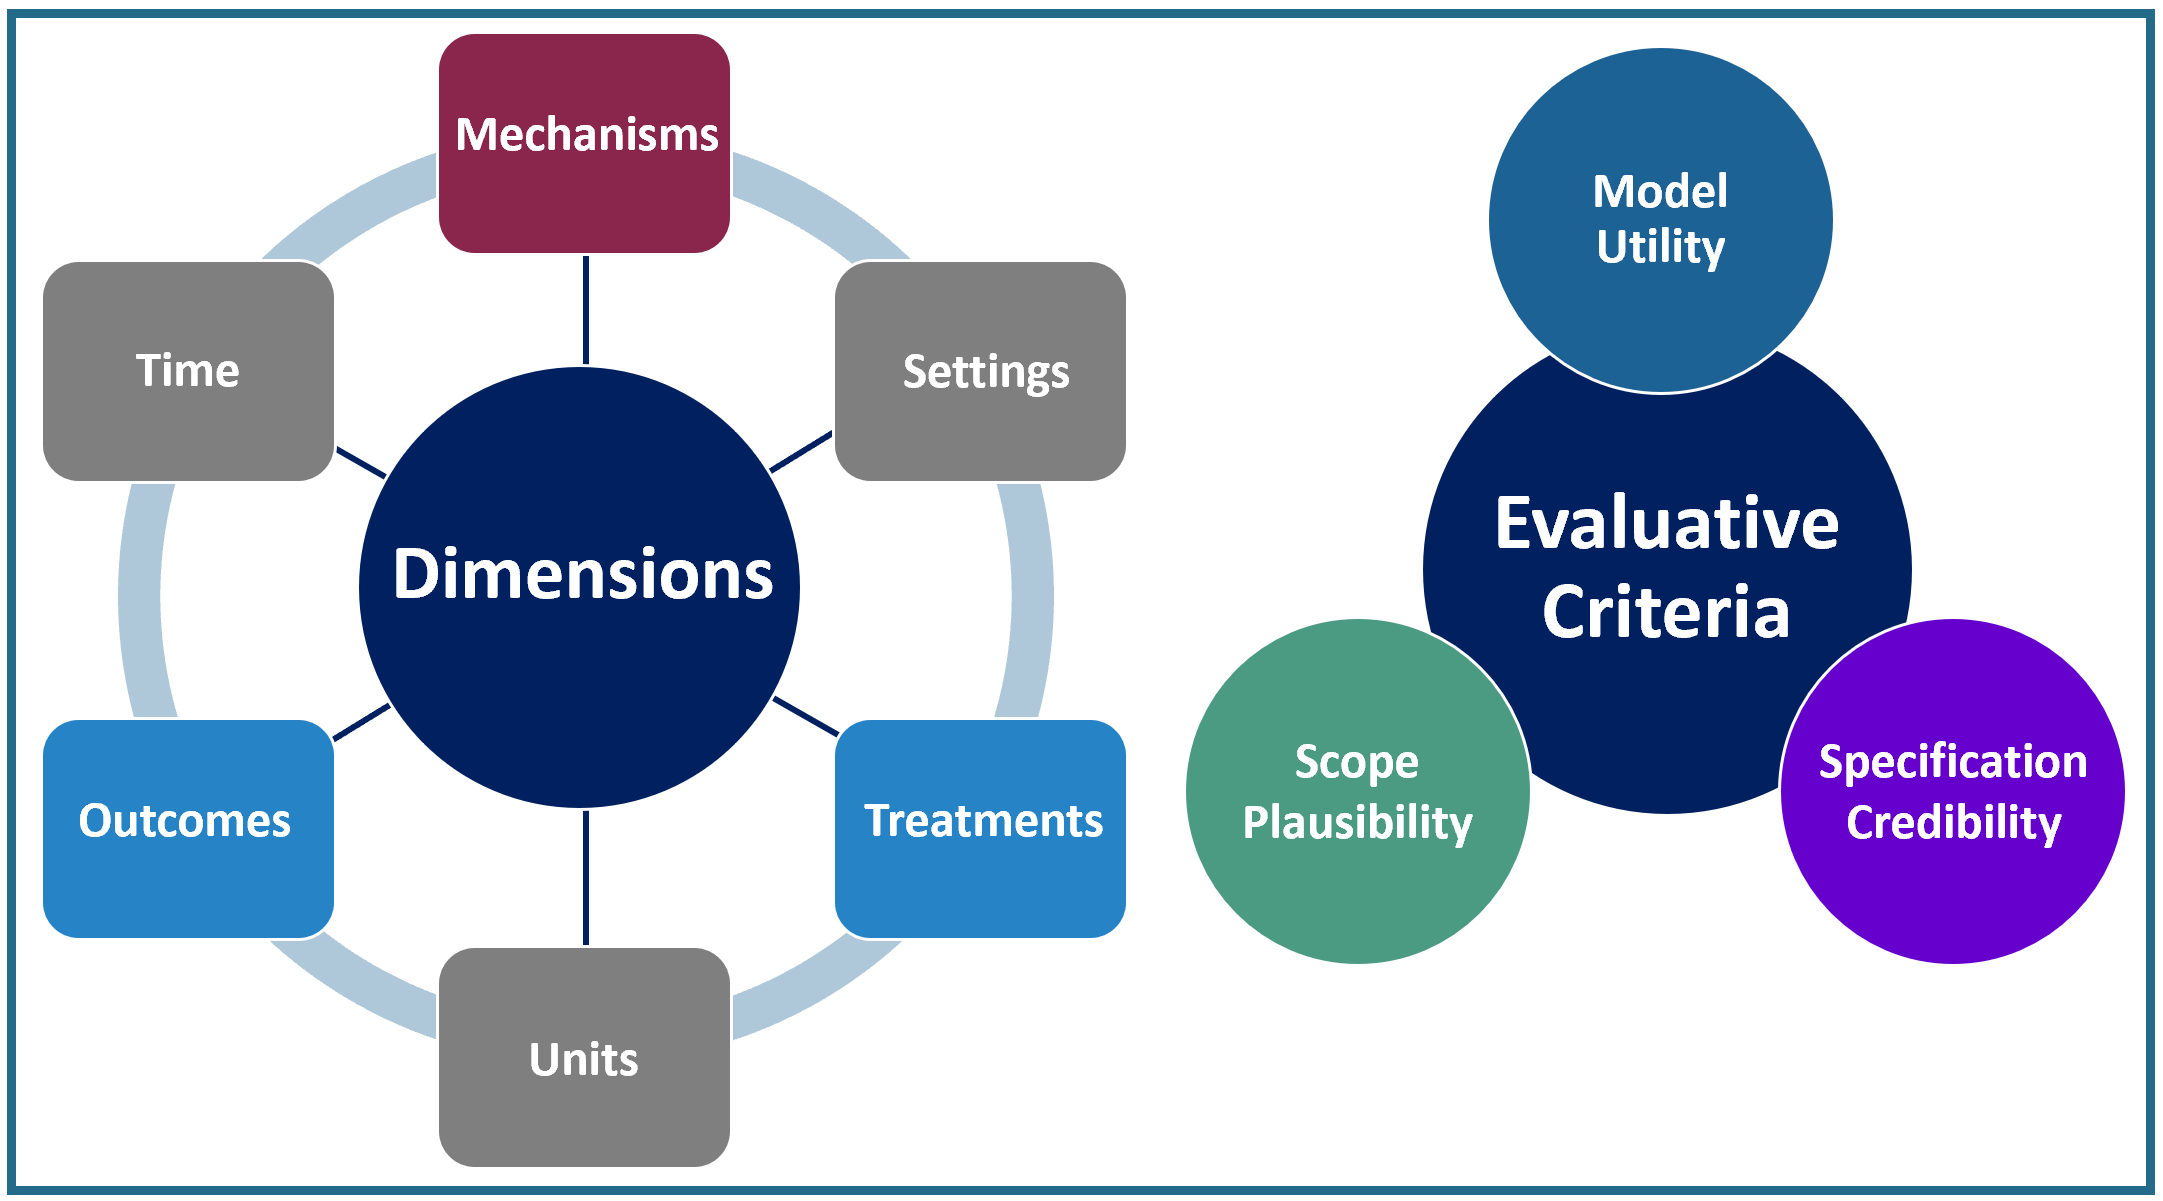 Mechanisms
Time
Settings
Dimensions
Outcomes
Treatments
Units
Model
Utility
Evaluative
Criteria
Scope
Plausibility
Specification
Credibility